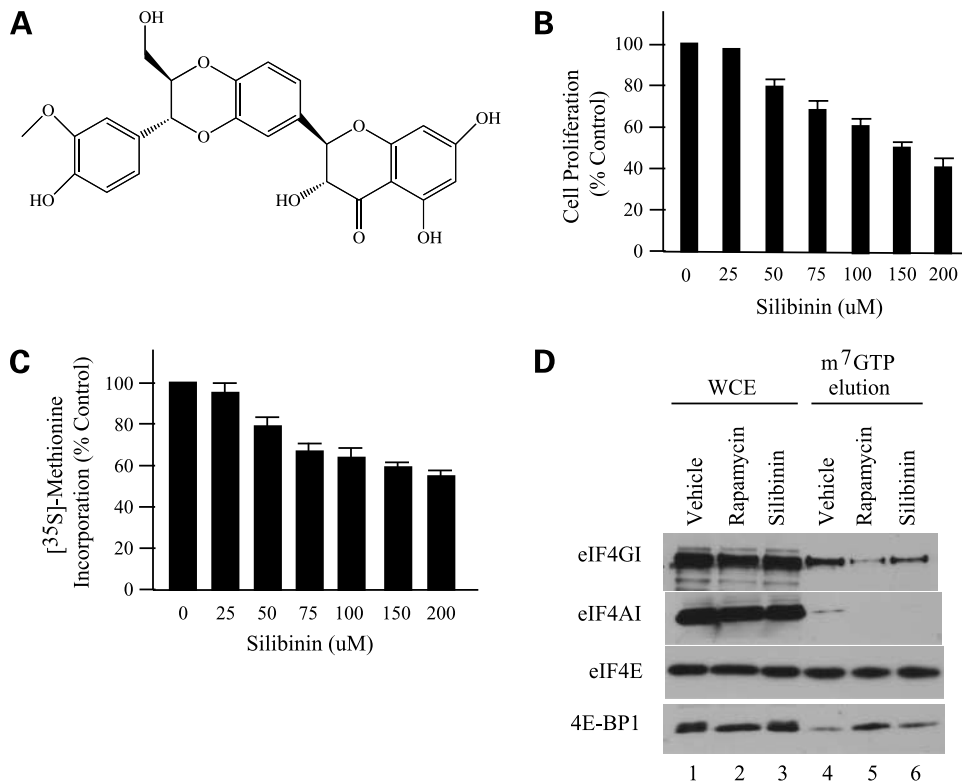 A
OH
HO
O
O
O
HO
O
HO
O
OH
OH
B
Cell Proliferation
(% Control)
100
80
60
40
20
0
0 25 50 75 100 150 200
Silibinin (uM)
C
[35S]-Methionine
Incorporation (% Control)
100
80
60
40
20
0
0 25 50 75 100 150 200
Silibinin (uM)
D
WCE
m7GTP
elution
Vehicle
Rapamycin
Silibinin
Vehicle
Rapamycin
Silibinin
eIF4GI
eIF4AI
eIF4E
4E-BP1
1 2 3 4 5 6